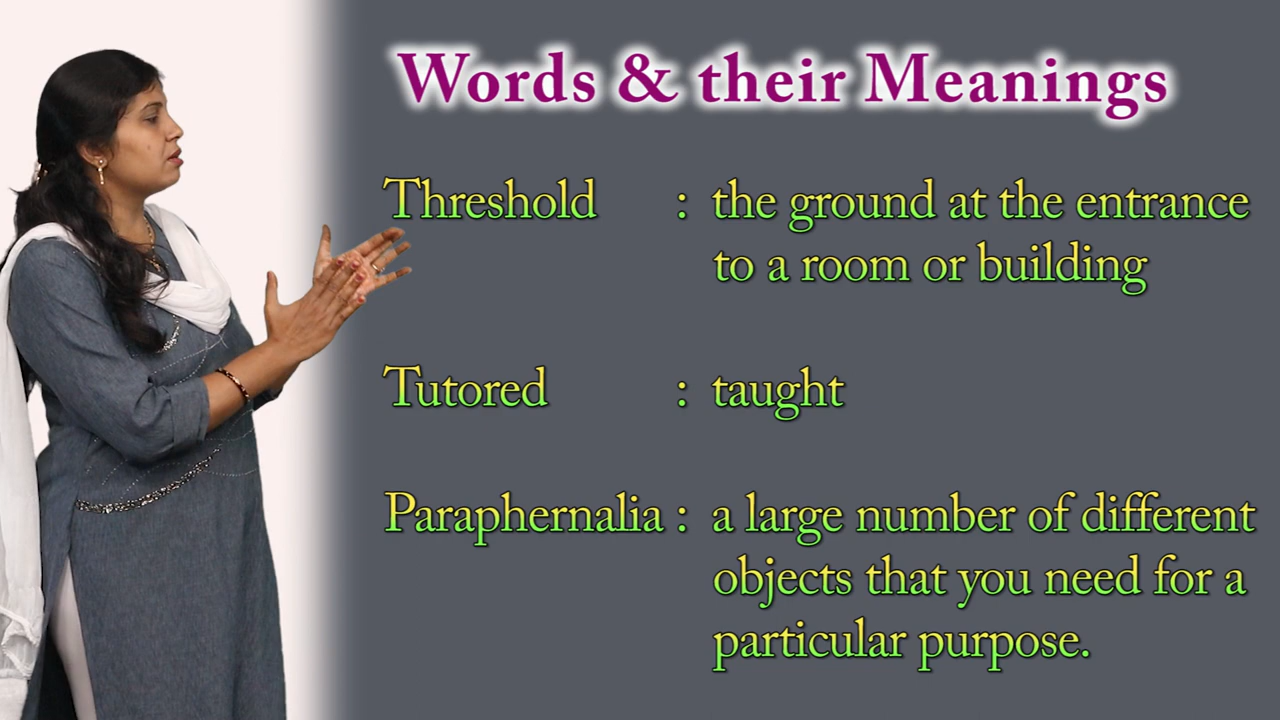 Words & their Meanings
Threshold : the ground at the entrance
to a room or building
Tutored : taught
Paraphernalia : a large number of different
objects that you need for a
particular purpose.